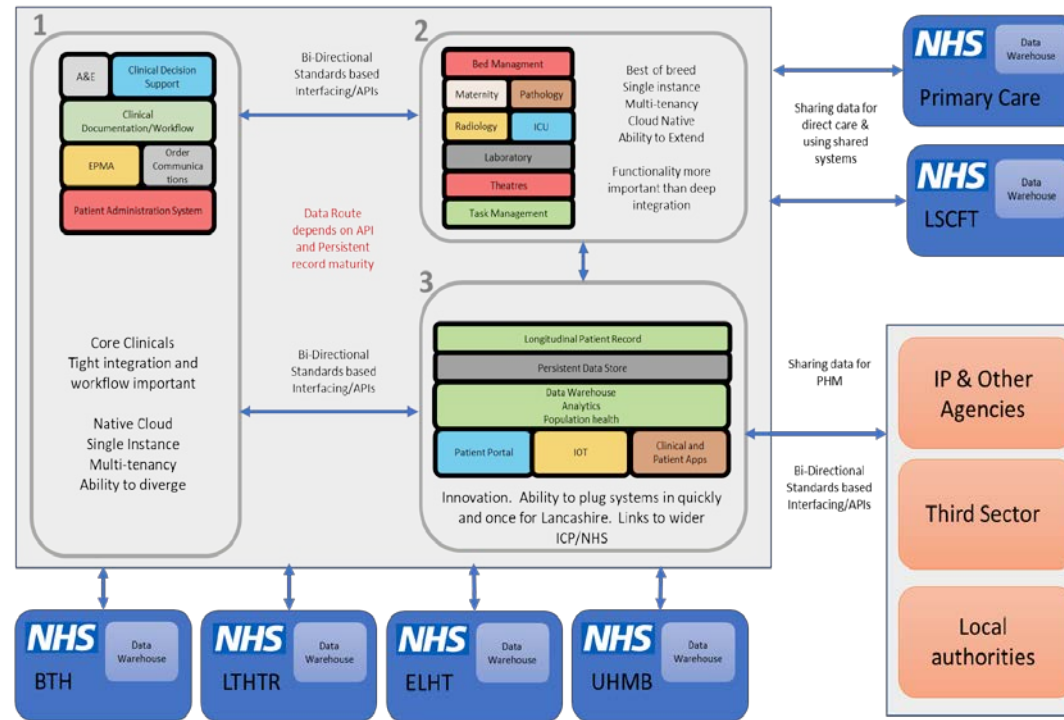 1
A&E
Clinical Decision
Support
Clinical
Documentation/Workflow
EPMA
Order
Communica
tions
Patient Administration System
Core Clinicals
Tight integration and
workflow important
Native Cloud
Single Instance
Multi-tenancy
Ability to diverge
Bi-Directional
Standards based
Interfacing/APIs
Data Route
depends on API
and Persistent
record maturity
Bi-Directional
Standards based
Interfacing/APIs
2
Bed Managment
Maternity
Pathology
Radiology
ICU
Laboratory
Theatres
Task Management
Best of breed
Single instance
Multi-tenancy
Cloud Native
Ability to Extend
Functionality more
important than deep
integration
3
Longitudinal Patient Record
Persistent Data Store
Data Warehouse
Analytics
Population health
Patient Portal
IOT
Clinical and
Patient Apps
Innovation. Ability to plug systems in quickly
and once for Lancashire. Links to wider
ICP/NHS
Sharing data for
direct care &
using shared
systems
NHS
Data
Warehouse
Primary Care
NHS
Data
Warehouse
LSCFT
Sharing data for
PHM
Bi-Directional
Standards based
Interfacing/APIs
IP & Other
Agencies
Third Sector
Local
authorities
NHS
Data
Warehouse
BTH
NHS
Data
Warehouse
LTHTR
NHS
Data
Warehouse
ELHT
NHS
Data
Warehouse
UHMB